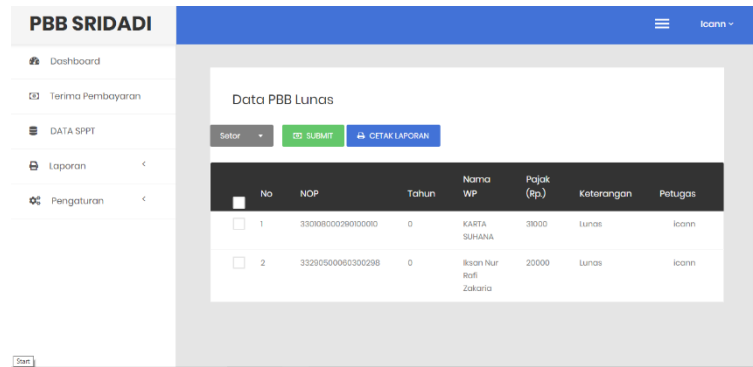 PBB SRIDADI
Icann
Dashboard
Terima Pembayaran
DATA SPPT
Laporan
Pengaturan
Data PBB Lunas
Setor
SUBMIT
CETAK LAPORAN
No NOP Tahun Nama WP Pajak (Rp.) Keterangan Petugas
1 330108000290100010 0 KARTA SUHANA 31000 Lunas icann
2 33290500060300298 0 Iksan Nur Rafi Zakaria 20000 Lunas icann
Start